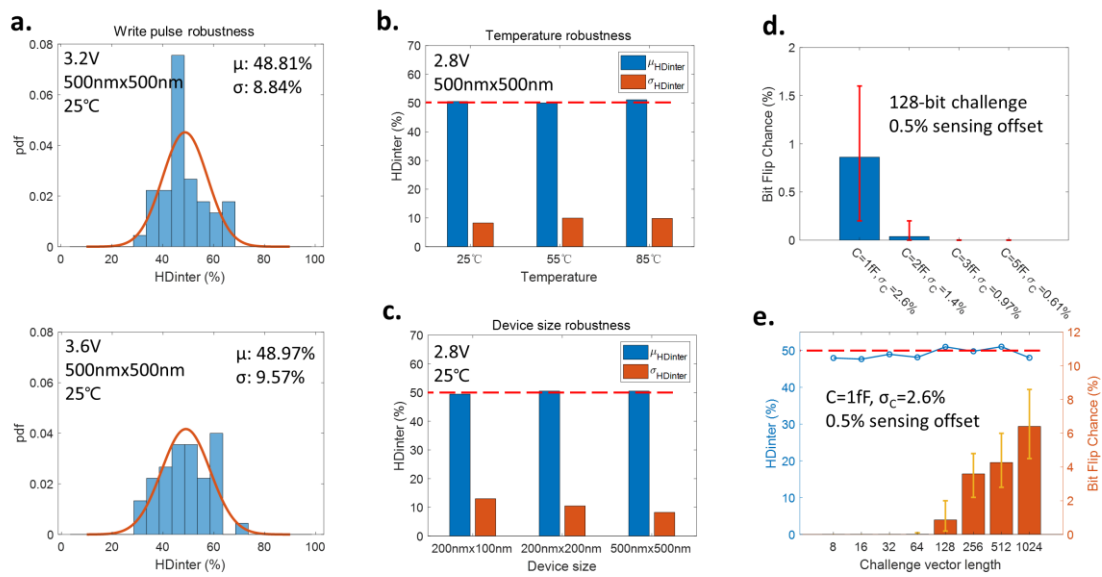 a.
Write pulse robustness
0.08
0.06
0.04
0.02
0
pdf
3.2V
500nmx500nm
25℃
μ: 48.81%
σ: 8.84%
0 20 40 60 80 100
HDinter (%)
0.08
0.06
0.04
0.02
0
pdf
3.6V
500nmx500nm
25℃
μ: 48.97%
σ: 9.57%
0 20 40 60 80 100
HDinter (%)
b.
Temperature robustness
70
60
50
40
30
20
10
0
HDinter (%)
2.8V
500nmx500nm
μHDinter
σHDinter
25℃ 55℃ 85℃
Temperature
c.
Device size robustness
70
60
50
40
30
20
10
0
HDinter (%)
2.8V
25℃
μHDinter
σHDinter
200nmx100nm 200nmx200nm 500nmx500nm
Device size
d.
2
1.5
1
0.5
0
Bit Flip Chance (%)
128-bit challenge
0.5% sensing offset
C=1fF, σC=2.6%
C=2fF, σC=1.4%
C=3fF, σC=0.97%
C=5fF, σC=0.61%
e.
50
40
30
20
10
0
HDinter (%)
C=1fF, σC=2.6%
0.5% sensing offset
12
10
8
6
4
2
0
Bit Flip Chance (%)
8 16 32 64 128 256 512 1024
Challenge vector length